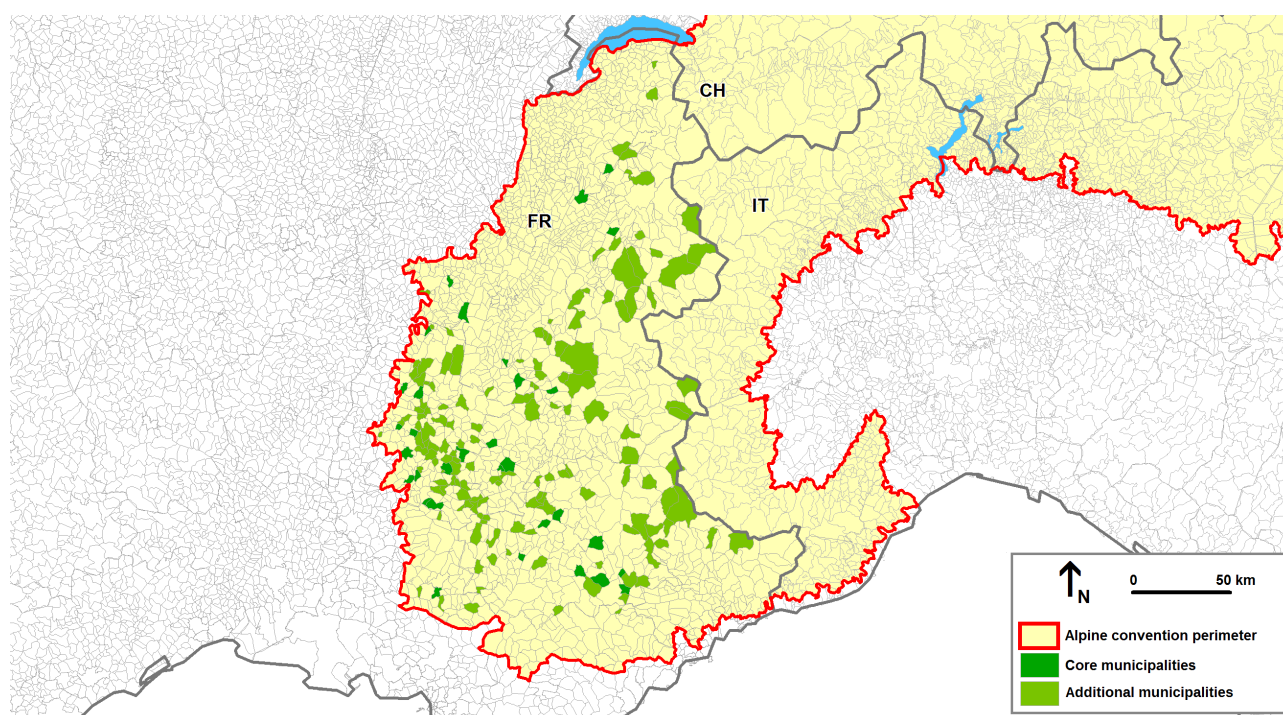 CH
IT
FR
N
0 50 km
Alpine convention perimeter
Core municipalities
Additional municipalities